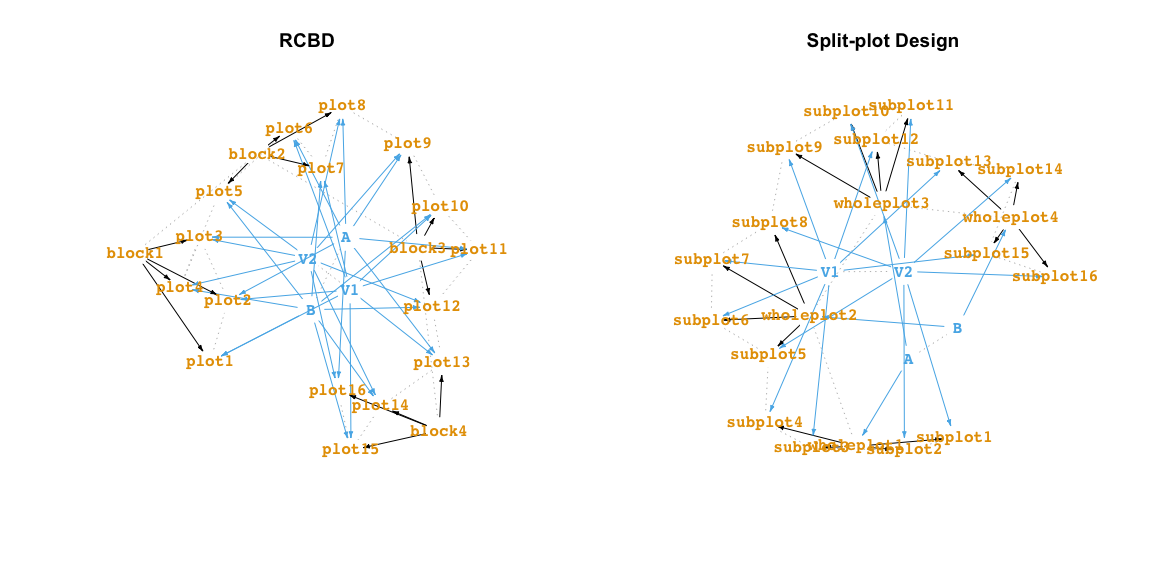 RCBD
plot8
plot6
plot9
block2
plot7
plot5
plot10
plot3
A
block1
block3
plot11
V2
plot4
V1
plot2
plot12
B
plot1
plot13
plot16
plot14
block4
plot15
Split-plot Design
subplot11
subplot10
subplot12
subplot9
subplot13
subplot14
wholeplot3
wholeplot4
subplot8
subplot15
subplot7
V1
V2
subplot16
wholeplot2
subplot6
B
subplot5
A
subplot4
subplot1
wholeplot1
subplot3
subplot2